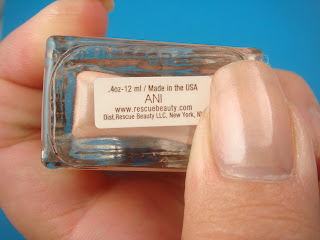 .4oz-12 ml / Made in the USA
ANI
www.rescuebeauty.com
Dist.Rescue Beauty LLC, New York,